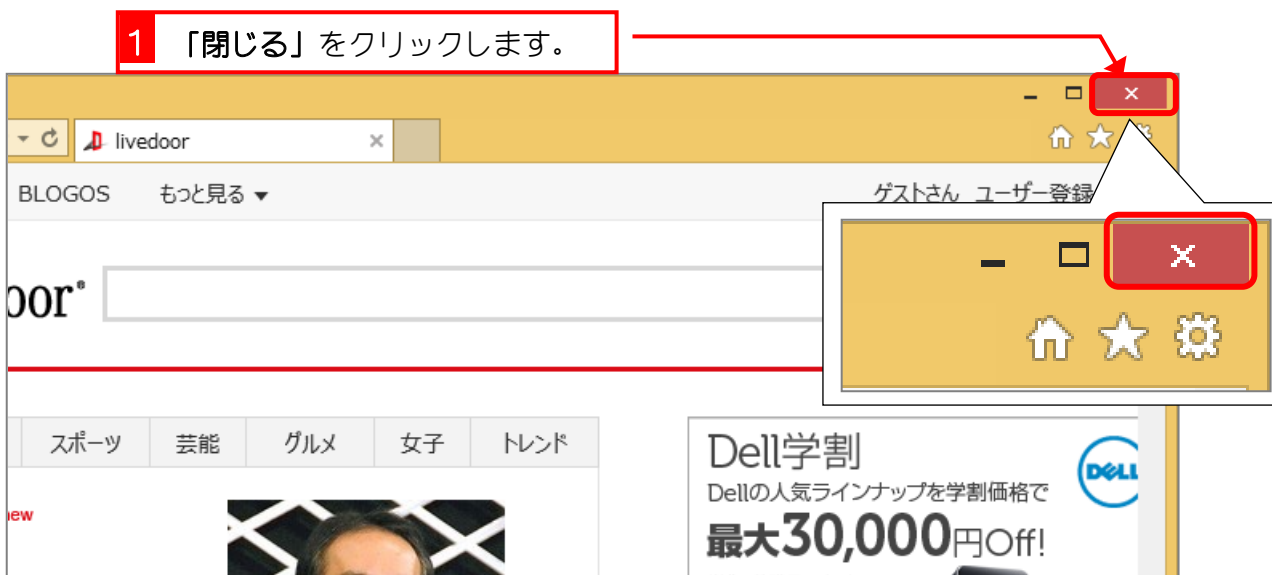 1 「閉じる」をクリックします。
livedoor
BLOGOS もっと見る ▼ ゲストさん ユーザー登録
oor®
スポーツ 芸能 グルメ 女子 トレンド
new
Dell学割
DELL
Dellの人気ラインナップを学割価格で
最大30,000円Off!